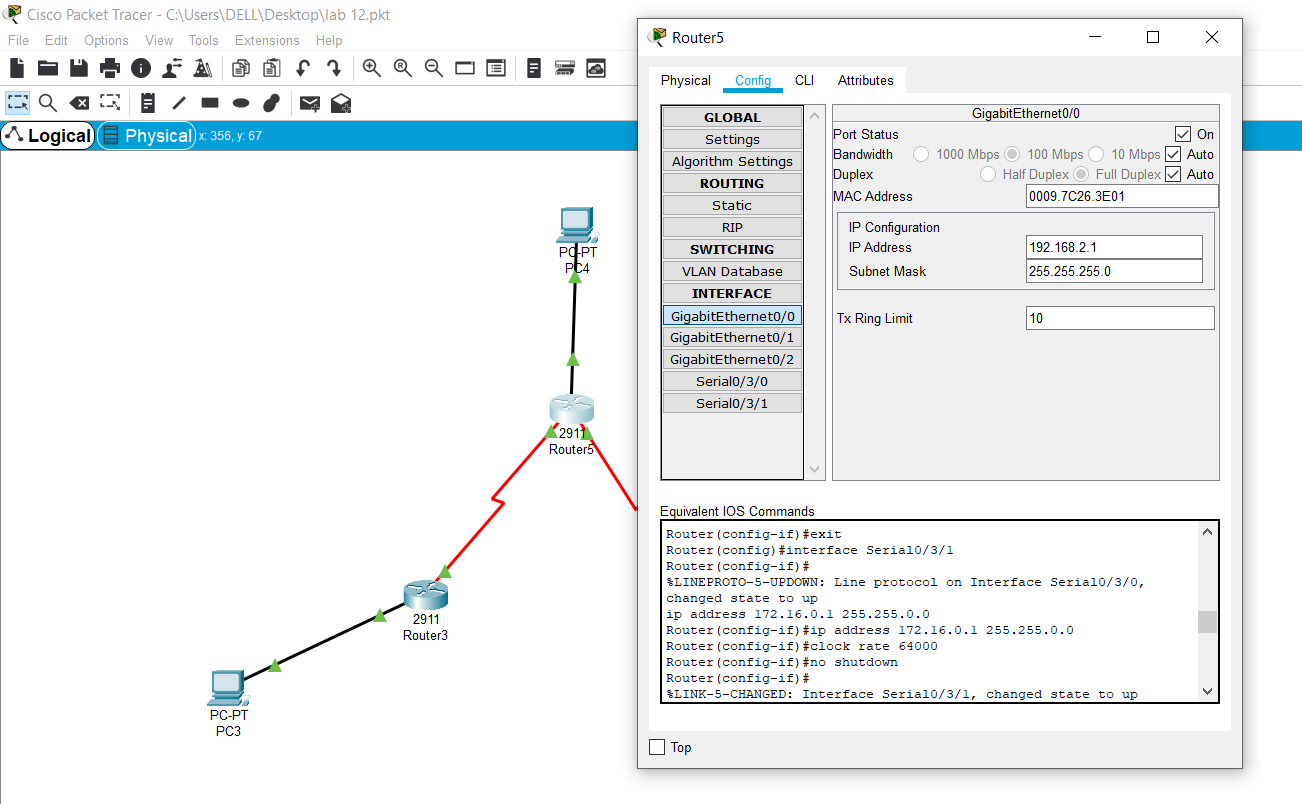 Cisco Packet Tracer - C:\Users\DELL\Desktop\lab 12.pkt
File Edit Options View Tools Extensions Help
Logical Physical x: 356, y: 67
PC-PT
PC4
2911
Router5
2911
Router3
PC-PT
PC3
Router5
Physical Config CLI Attributes
GLOBAL
Settings
Algorithm Settings
ROUTING
Static
RIP
SWITCHING
VLAN Database
INTERFACE
GigabitEthernet0/0
GigabitEthernet0/1
GigabitEthernet0/2
Serial0/3/0
Serial0/3/1
GigabitEthernet0/0
Port Status On
Bandwidth 1000 Mbps 100 Mbps 10 Mbps Auto
Duplex Half Duplex Full Duplex Auto
MAC Address 0009.7C26.3E01
IP Configuration
IP Address 192.168.2.1
Subnet Mask 255.255.255.0
Tx Ring Limit 10
Equivalent IOS Commands
Router(config-if)#exit
Router(config)#interface Serial0/3/1
Router(config-if)#
%LINEPROTO-5-UPDOWN: Line protocol on Interface Serial0/3/0,
changed state to up
ip address 172.16.0.1 255.255.0.0
Router(config-if)#ip address 172.16.0.1 255.255.0.0
Router(config-if)#clock rate 64000
Router(config-if)#no shutdown
Router(config-if)#
%LINK-5-CHANGED: Interface Serial0/3/1, changed state to up
Top